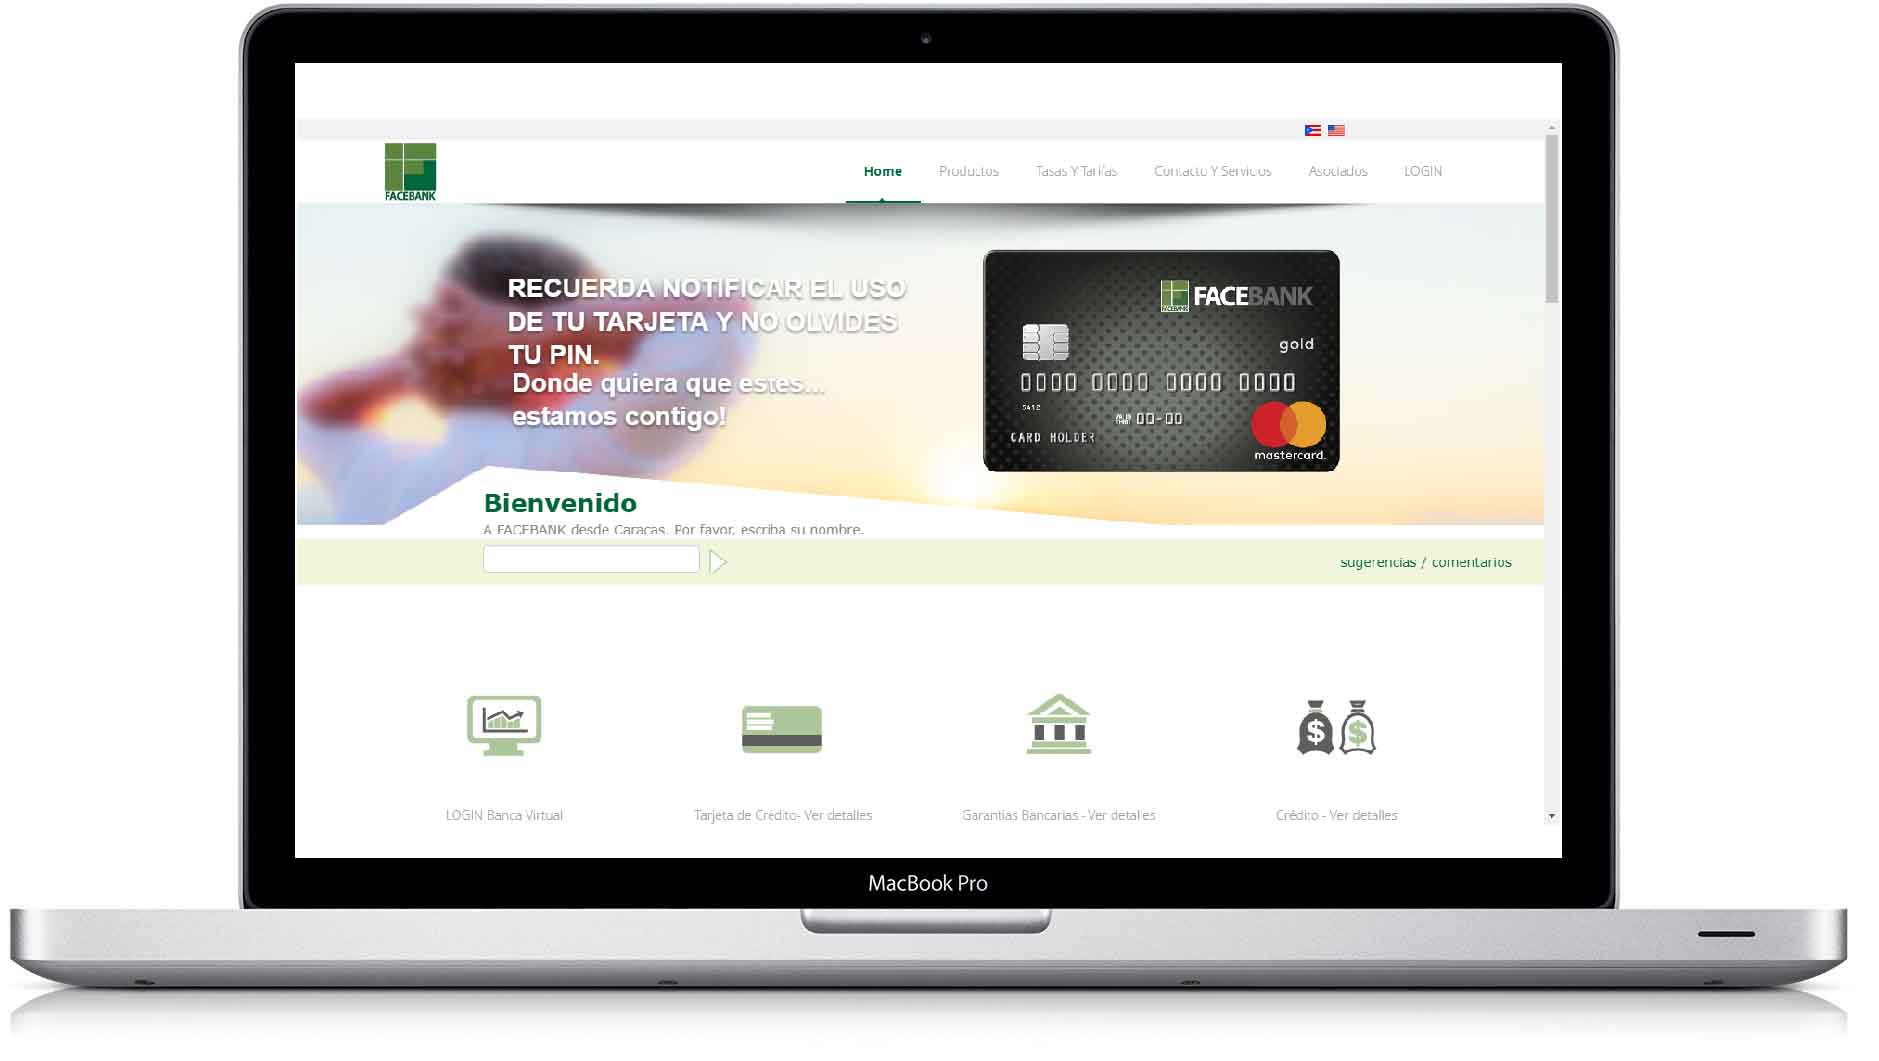 FACEBANK
Home Productos Tasas Y Tarifas Contacto Y Servicios Asociados LOGIN
RECUERDA NOTIFICAR EL USO
DE TU TARJETA Y NO OLVIDES
TU PIN.
Donde quiera que estes...
estamos contigo!
FACEBANK
gold
0000 0000 0000 0000
5412
00-00
CARD HOLDER
mastercard.
Bienvenido
A FACEBANK desde Caracas. Por favor, escriba su nombre.
sugerencias / comentarios
LOGIN Banca Virtual
Tarjeta de Crédito- Ver detalles
Garantías Bancarias - Ver detalles
Crédito - Ver detalles
MacBook Pro